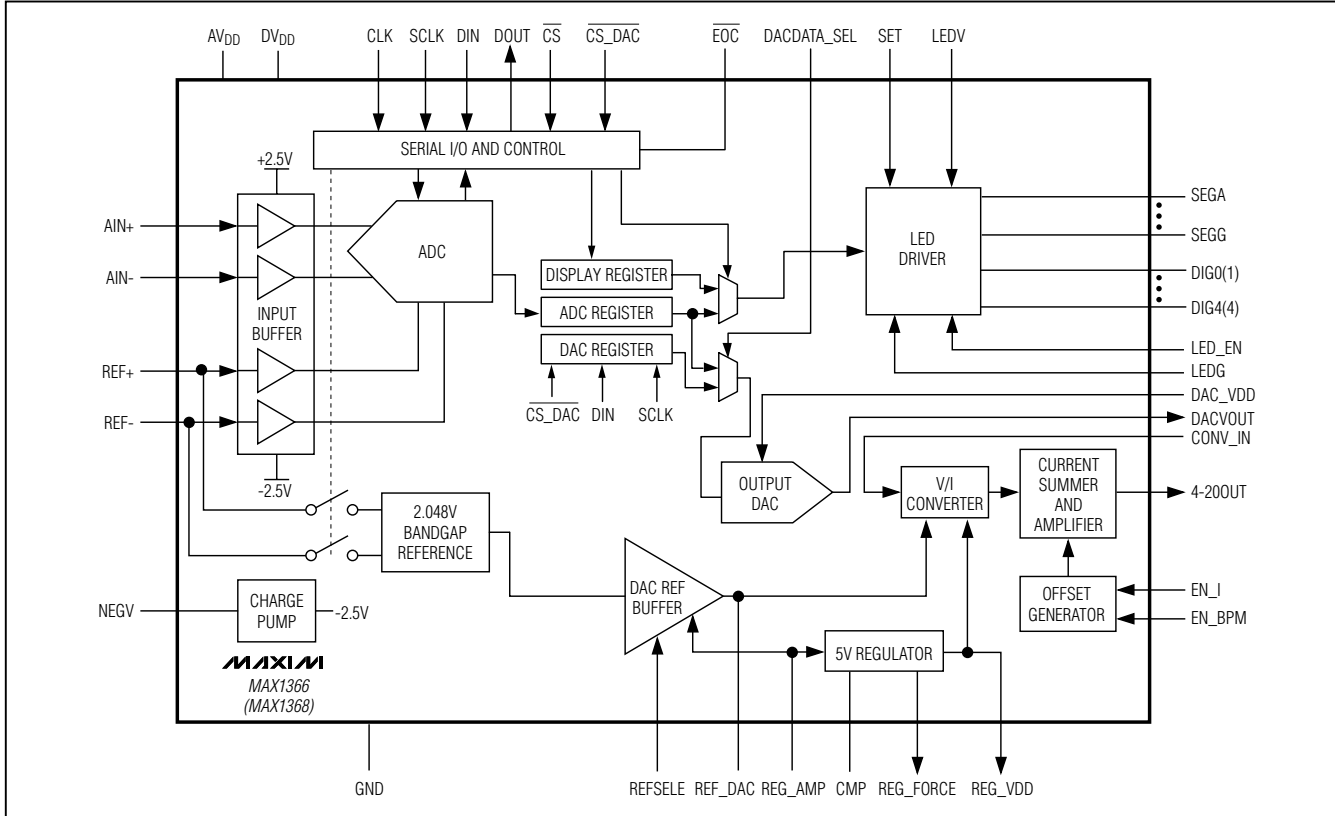 AVDD DVDD CLK SCLK DIN DOUT CS CS_DAC EOC DACDATA_SEL SET LEDV
SERIAL I/O AND CONTROL
+2.5V
AIN+
AIN-
INPUT
BUFFER
REF+
REF-
-2.5V
ADC
DISPLAY REGISTER
ADC REGISTER
DAC REGISTER
CS_DAC DIN SCLK
LED
DRIVER
SEGA
SEGG
DIG0(1)
DIG4(4)
LED_EN
LEDG
DAC_VDD
DACVOUT
CONV_IN
OUTPUT
DAC
V/I
CONVERTER
CURRENT
SUMMER
AND
AMPLIFIER
4-20OUT
2.048V
BANDGAP
REFERENCE
DAC REF
BUFFER
OFFSET
GENERATOR
EN_I
EN_BPM
NEGV
CHARGE
PUMP
-2.5V
5V REGULATOR
MAXIM
MAX1366
(MAX1368)
GND REFSELE REF_DAC REG_AMP CMP REG_FORCE REG_VDD